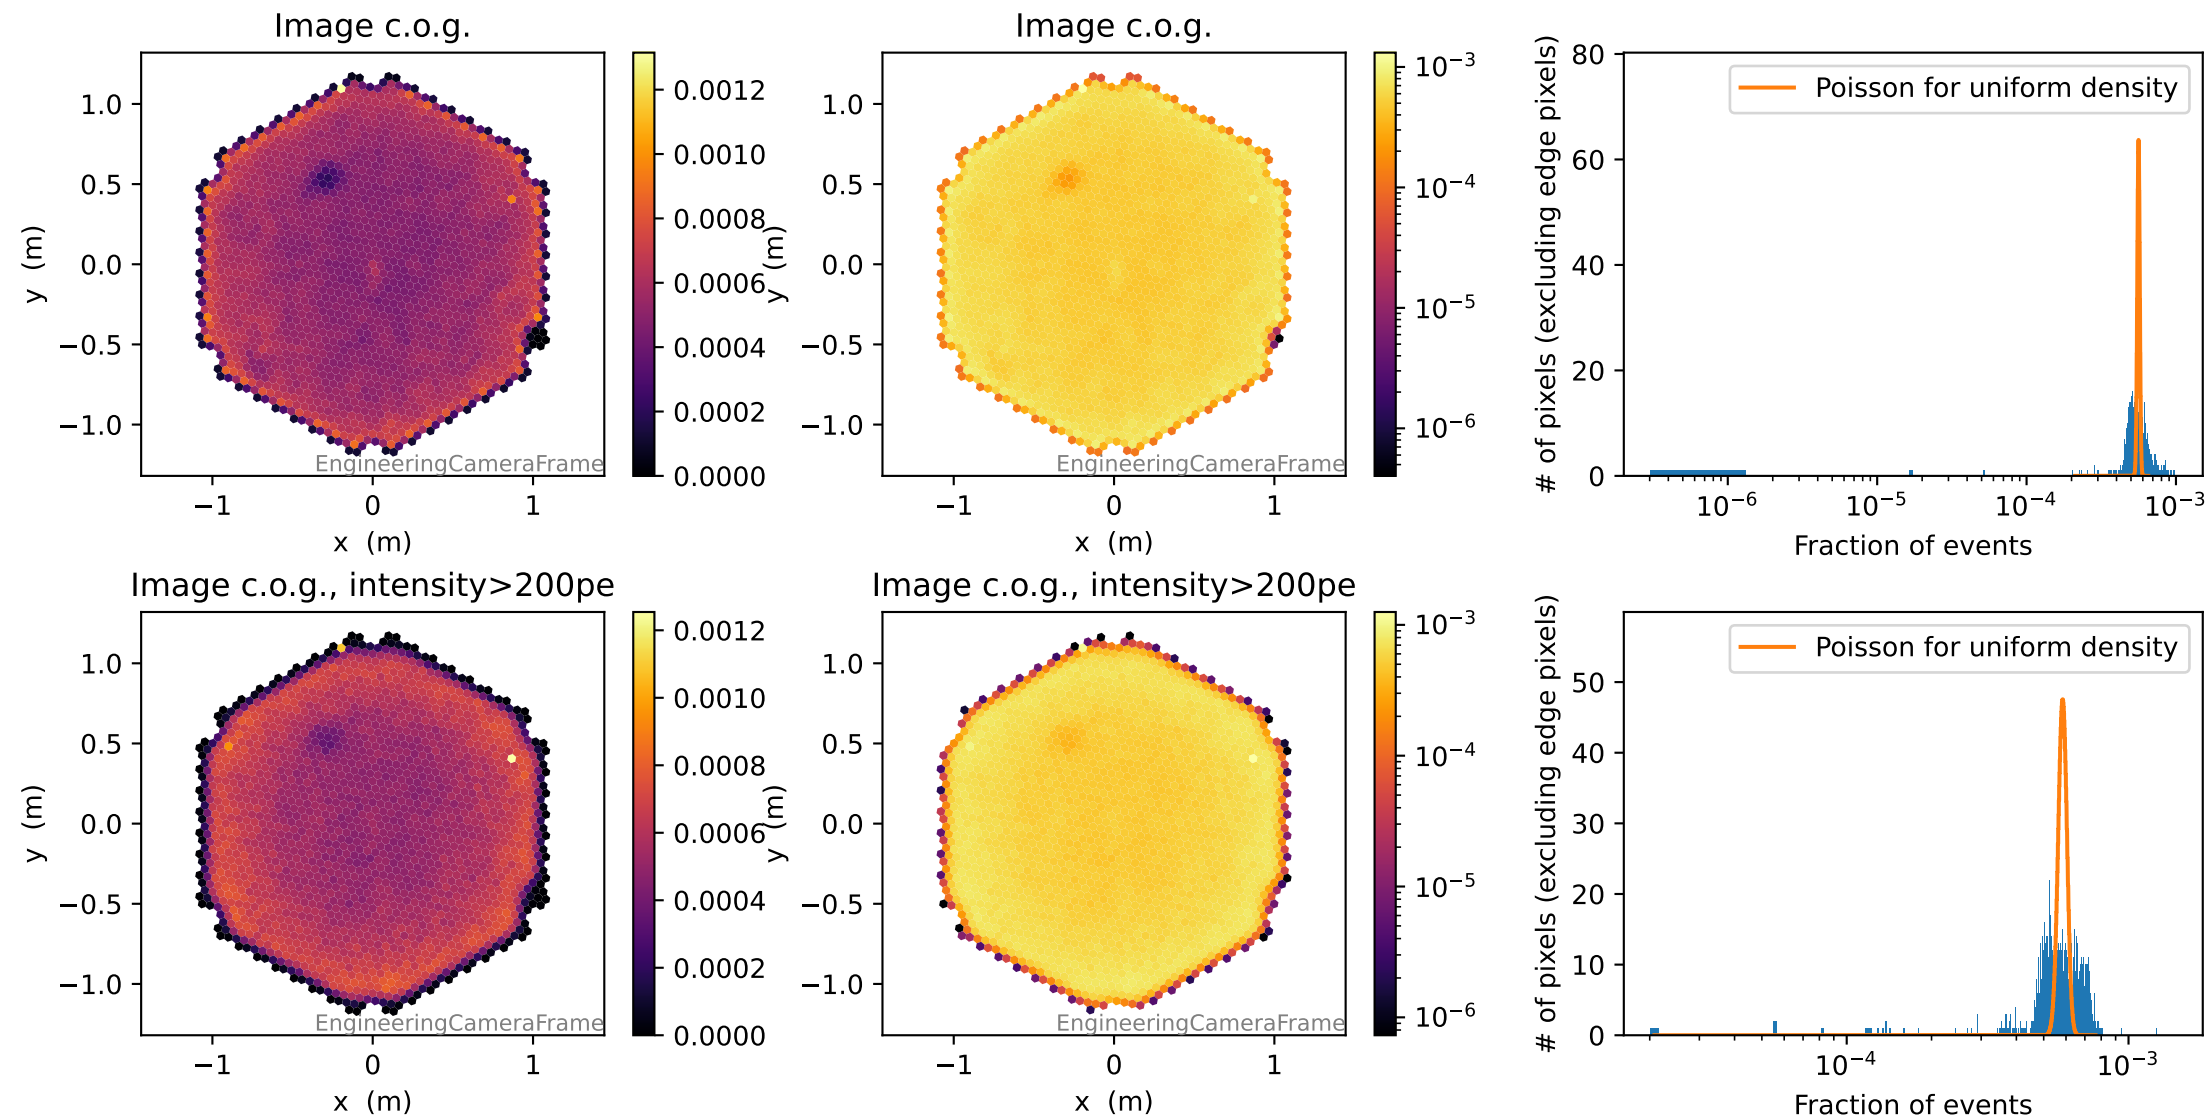 Image c.o.g.
y (m)
1.0
0.5
0.0
−0.5
−1.0
−1 0 1
x (m)
EngineeringCameraFrame
0.0012
0.0010
0.0008
0.0006
0.0004
0.0002
0.0000
Image c.o.g.
y (m)
1.0
0.5
0.0
−0.5
−1.0
−1 0 1
x (m)
EngineeringCameraFrame
10⁻³
10⁻⁴
10⁻⁵
10⁻⁶
# of pixels (excluding edge pixels)
80
60
40
20
0
Poisson for uniform density
10⁻⁶ 10⁻⁵ 10⁻⁴ 10⁻³
Fraction of events
Image c.o.g., intensity>200pe
y (m)
1.0
0.5
0.0
−0.5
−1.0
−1 0 1
x (m)
EngineeringCameraFrame
0.0012
0.0010
0.0008
0.0006
0.0004
0.0002
0.0000
Image c.o.g., intensity>200pe
y (m)
1.0
0.5
0.0
−0.5
−1.0
−1 0 1
x (m)
EngineeringCameraFrame
10⁻³
10⁻⁴
10⁻⁵
10⁻⁶
# of pixels (excluding edge pixels)
50
40
30
20
10
0
Poisson for uniform density
10⁻⁴ 10⁻³
Fraction of events